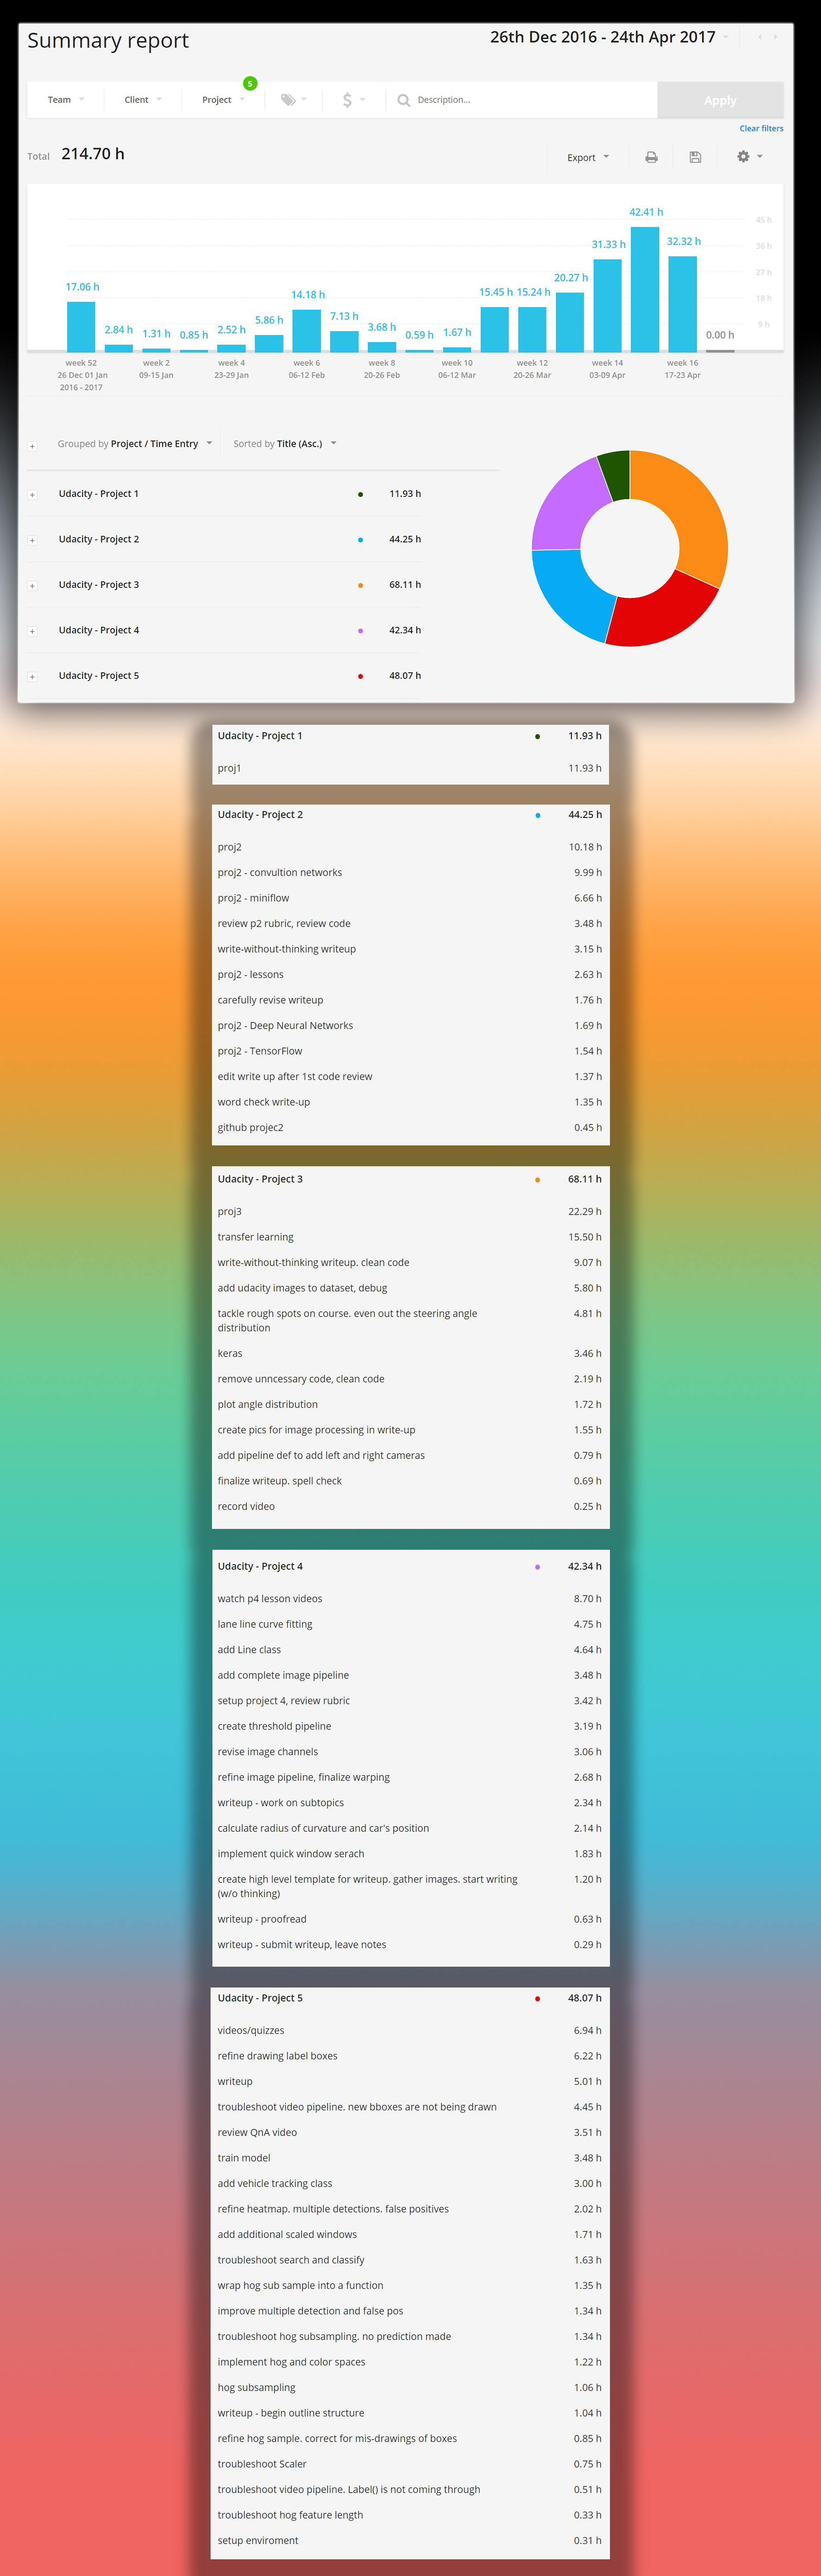 Summary report
26th Dec 2016 - 24th Apr 2017
5
Team Client Project $ Description... Apply
Clear filters
Total 214.70 h
Export
42.41 h
45 h
31.33 h 32.32 h
36 h
17.06 h 14.18 h 15.45 h 15.24 h 20.27 h
27 h
2.84 h 1.31 h 0.85 h 2.52 h 5.86 h 7.13 h 3.68 h 0.59 h 1.67 h 0.00 h
18 h
9 h
week 52 week 2 week 4 week 6 week 8 week 10 week 12 week 14 week 16
26 Dec 01 Jan 09-15 Jan 23-29 Jan 06-12 Feb 20-26 Feb 06-12 Mar 20-26 Mar 03-09 Apr 17-23 Apr
2016 - 2017
Grouped by Project / Time Entry Sorted by Title (Asc.)
Udacity - Project 1 11.93 h
Udacity - Project 2 44.25 h
Udacity - Project 3 68.11 h
Udacity - Project 4 42.34 h
Udacity - Project 5 48.07 h
Udacity - Project 1 11.93 h
proj1 11.93 h
Udacity - Project 2 44.25 h
proj2 10.18 h
proj2 - convultion networks 9.99 h
proj2 - miniflow 6.66 h
review p2 rubric, review code 3.48 h
write-without-thinking writeup 3.15 h
proj2 - lessons 2.63 h
carefully revise writeup 1.76 h
proj2 - Deep Neural Networks 1.69 h
proj2 - TensorFlow 1.54 h
edit write up after 1st code review 1.37 h
word check write-up 1.35 h
github projec2 0.45 h
Udacity - Project 3 68.11 h
proj3 22.29 h
transfer learning 15.50 h
write-without-thinking writeup. clean code 9.07 h
add udacity images to dataset, debug 5.80 h
tackle rough spots on course. even out the steering angle 4.81 h
distribution
keras 3.46 h
remove unncessary code, clean code 2.19 h
plot angle distribution 1.72 h
create pics for image processing in write-up 1.55 h
add pipeline def to add left and right cameras 0.79 h
finalize writeup. spell check 0.69 h
record video 0.25 h
Udacity - Project 4 42.34 h
watch p4 lesson videos 8.70 h
lane line curve fitting 4.75 h
add Line class 4.64 h
add complete image pipeline 3.48 h
setup project 4, review rubric 3.42 h
create threshold pipeline 3.19 h
revise image channels 3.06 h
refine image pipeline, finalize warping 2.68 h
writeup - work on subtopics 2.34 h
calculate radius of curvature and car's position 2.14 h
implement quick window serach 1.83 h
create high level template for writeup. gather images. start writing 1.20 h
(w/o thinking)
writeup - proofread 0.63 h
writeup - submit writeup, leave notes 0.29 h
Udacity - Project 5 48.07 h
videos/quizzes 6.94 h
refine drawing label boxes 6.22 h
writeup 5.01 h
troubleshoot video pipeline. new bboxes are not being drawn 4.45 h
review QnA video 3.51 h
train model 3.48 h
add vehicle tracking class 3.00 h
refine heatmap. multiple detections. false positives 2.02 h
add additional scaled windows 1.71 h
troubleshoot search and classify 1.63 h
wrap hog sub sample into a function 1.35 h
improve multiple detection and false pos 1.34 h
troubleshoot hog subsampling. no prediction made 1.34 h
implement hog and color spaces 1.22 h
hog subsampling 1.06 h
writeup - begin outline structure 1.04 h
refine hog sample. correct for mis-drawings of boxes 0.85 h
troubleshoot Scaler 0.75 h
troubleshoot video pipeline. Label() is not coming through 0.51 h
troubleshoot hog feature length 0.33 h
setup enviroment 0.31 h